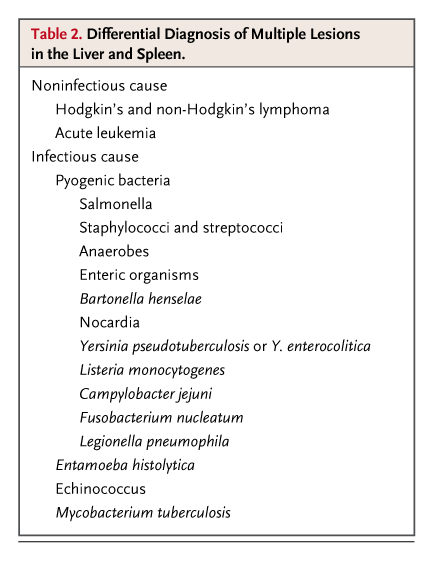 Table 2. Differential Diagnosis of Multiple Lesions
in the Liver and Spleen.
Noninfectious cause
Hodgkin’s and non-Hodgkin’s lymphoma
Acute leukemia
Infectious cause
Pyogenic bacteria
Salmonella
Staphylococci and streptococci
Anaerobes
Enteric organisms
Bartonella henselae
Nocardia
Yersinia pseudotuberculosis or Y. enterocolitica
Listeria monocytogenes
Campylobacter jejuni
Fusobacterium nucleatum
Legionella pneumophila
Entamoeba histolytica
Echinococcus
Mycobacterium tuberculosis